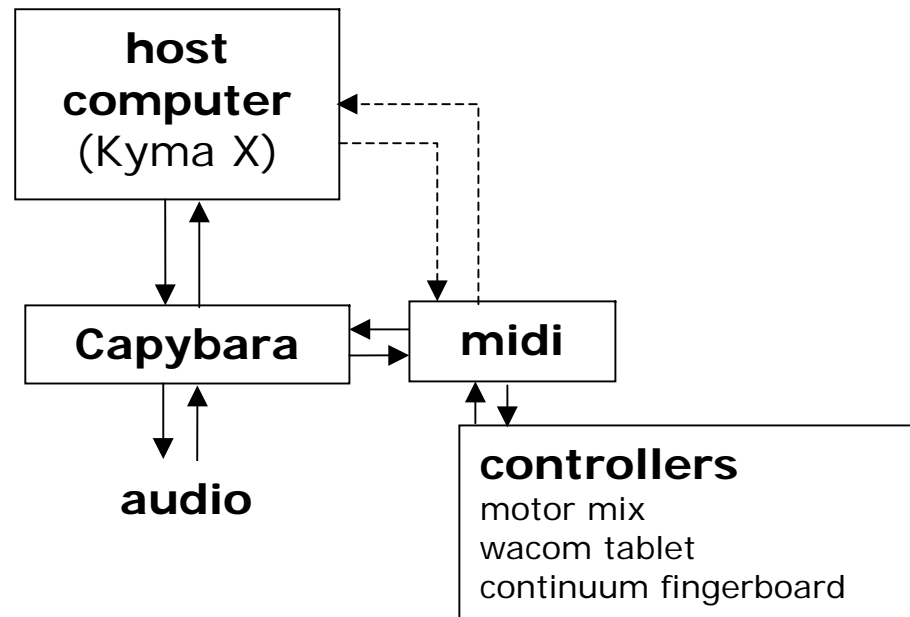 host
computer
(Kyma X)
Capybara
midi
audio
controllers
motor mix
wacom tablet
continuum fingerboard